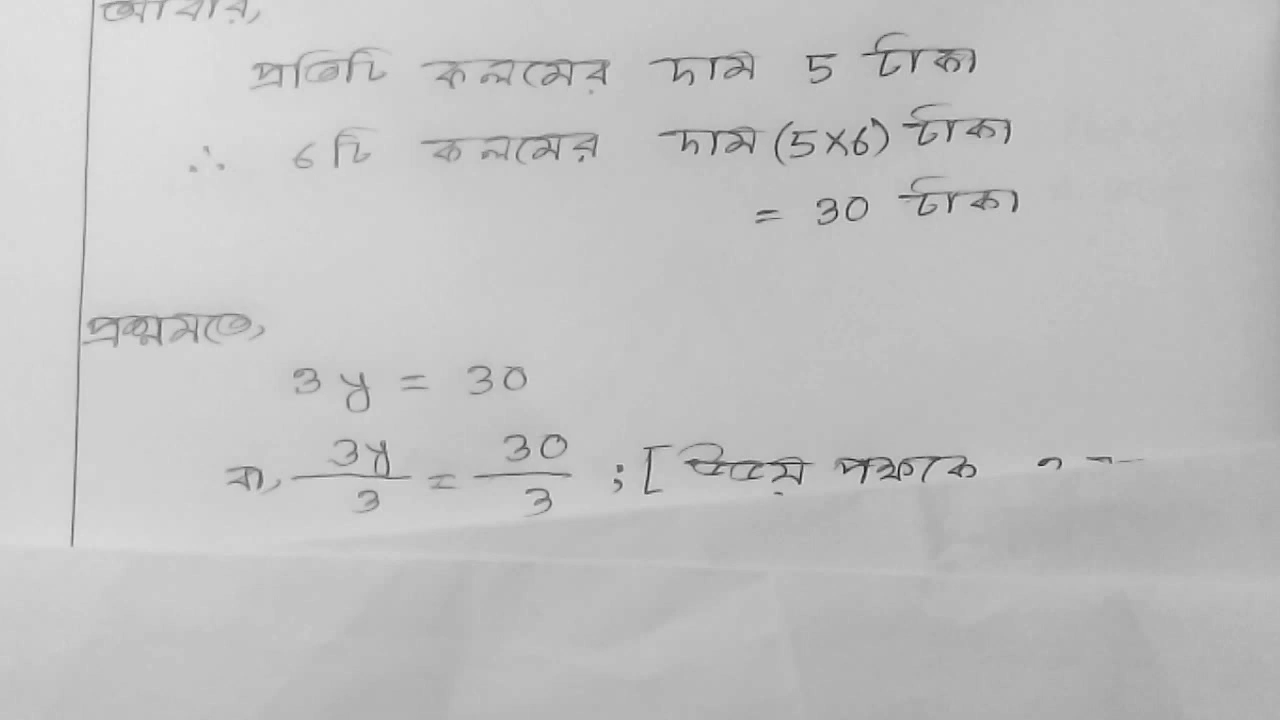 আবার,
প্রতিটি কলমের দাম 5 টাকা
∴ 6টি কলমের দাম (5×6) টাকা
= 30 টাকা
প্রশ্নমতে,
3y = 30
বা, 3y/3 = 30/3 ; [উভয় পক্ষকে